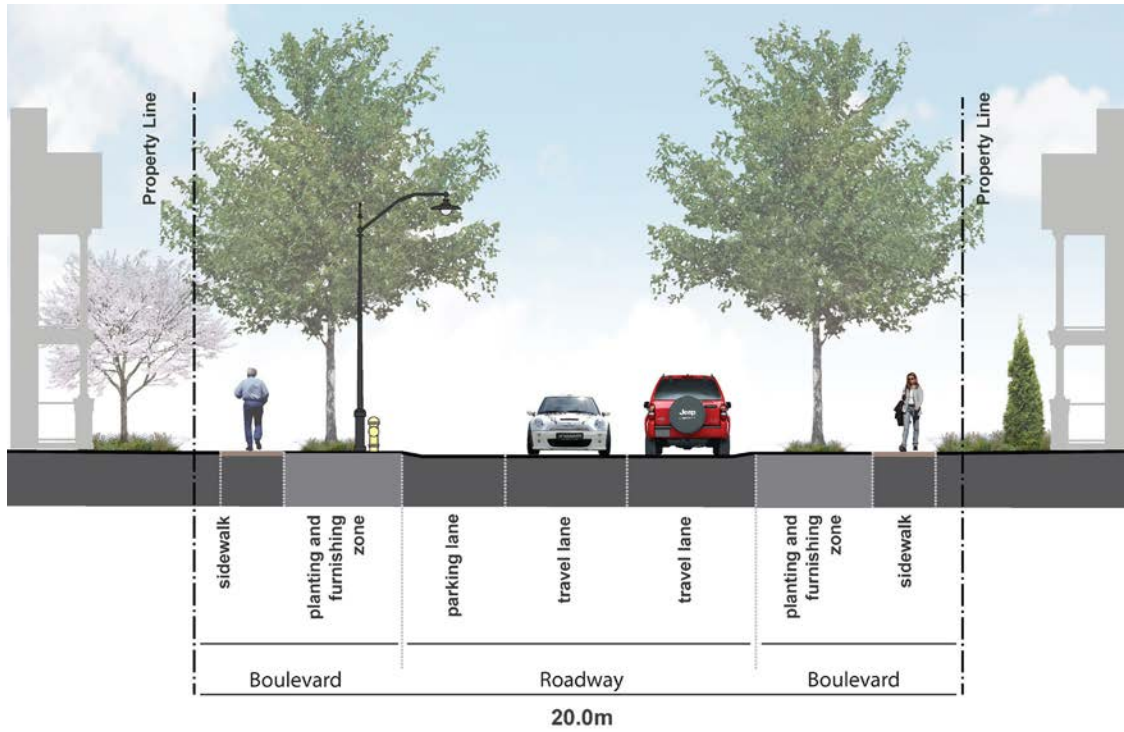 Property Line
Property Line
Jeep
sidewalk
planting and
furnishing
zone
parking lane
travel lane
travel lane
planting and
furnishing
zone
sidewalk
Boulevard
Roadway
Boulevard
20.0m